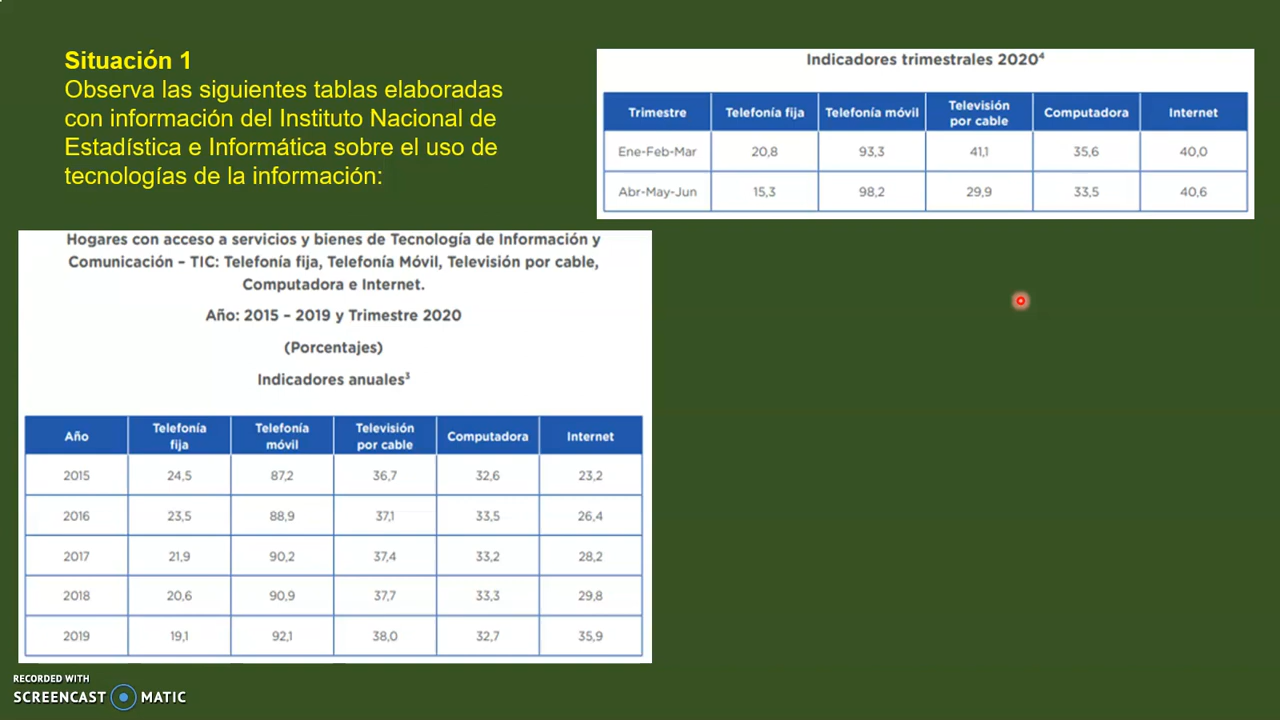 Situación 1
Observa las siguientes tablas elaboradas
con información del Instituto Nacional de
Estadística e Informática sobre el uso de
tecnologías de la información:
Indicadores trimestrales 2020⁴
Trimestre Telefonía fija Telefonía móvil Televisión por cable Computadora Internet
Ene-Feb-Mar 20,8 93,3 41,1 35,6 40,0
Abr-May-Jun 15,3 98,2 29,9 33,5 40,6
Hogares con acceso a servicios y bienes de Tecnología de Información y
Comunicación – TIC: Telefonía fija, Telefonía Móvil, Televisión por cable,
Computadora e Internet.
Año: 2015 – 2019 y Trimestre 2020
(Porcentajes)
Indicadores anuales³
Año Telefonía fija Telefonía móvil Televisión por cable Computadora Internet
2015 24,5 87,2 36,7 32,6 23,2
2016 23,5 88,9 37,1 33,5 26,4
2017 21,9 90,2 37,4 33,2 28,2
2018 20,6 90,9 37,7 33,3 29,8
2019 19,1 92,1 38,0 32,7 35,9
RECORDED WITH
SCREENCAST MATIC